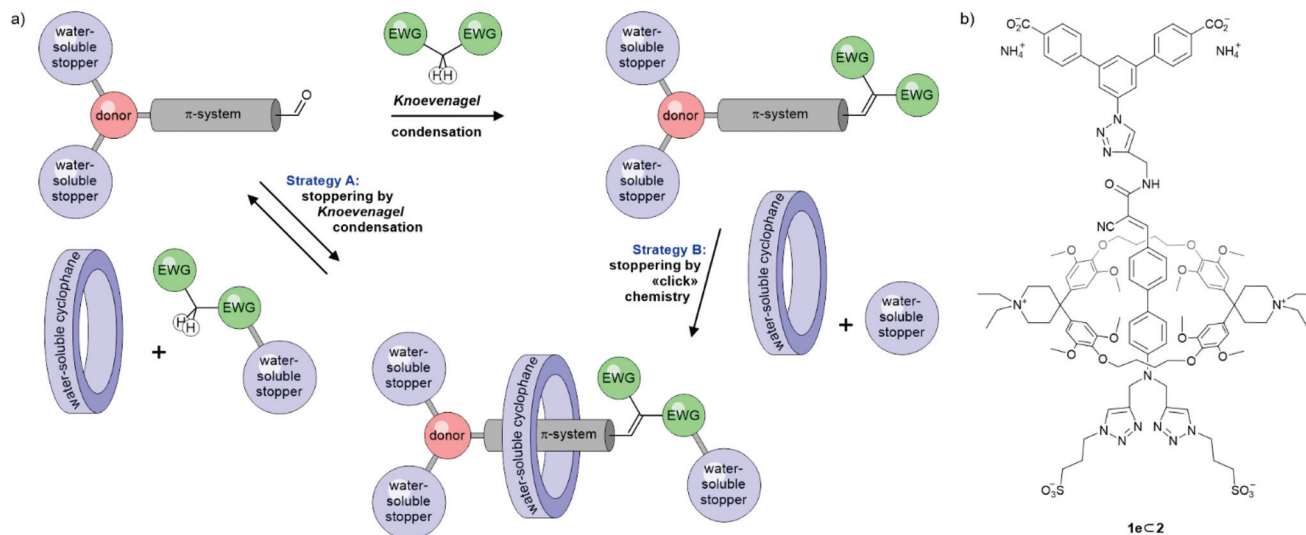 a)
water-
soluble
stopper
donor
π-system
O
water-
soluble
stopper
EWG
EWG
H
H
Knoevenagel
condensation
water-
soluble
stopper
donor
π-system
EWG
EWG
water-
soluble
stopper
Strategy A:
stoppering by
Knoevenagel
condensation
water-soluble cyclophane
+
EWG
EWG
H
H
water-
soluble
stopper
Strategy B:
stoppering by
«click»
chemistry
water-soluble cyclophane
+
water-
soluble
stopper
water-
soluble
stopper
donor
water-soluble cyclophane
π-system
EWG
EWG
water-
soluble
stopper
water-
soluble
stopper
b)
O₂C⁻
CO₂⁻
NH₄⁺
NH₄⁺
N
N
N
O
NH
NC
O
O
O
O
O
O
N⁺
N⁺
O
O
O
O
O
O
N
N
N
N
N
N
N
O₃S⁻
SO₃⁻
1e⊂2